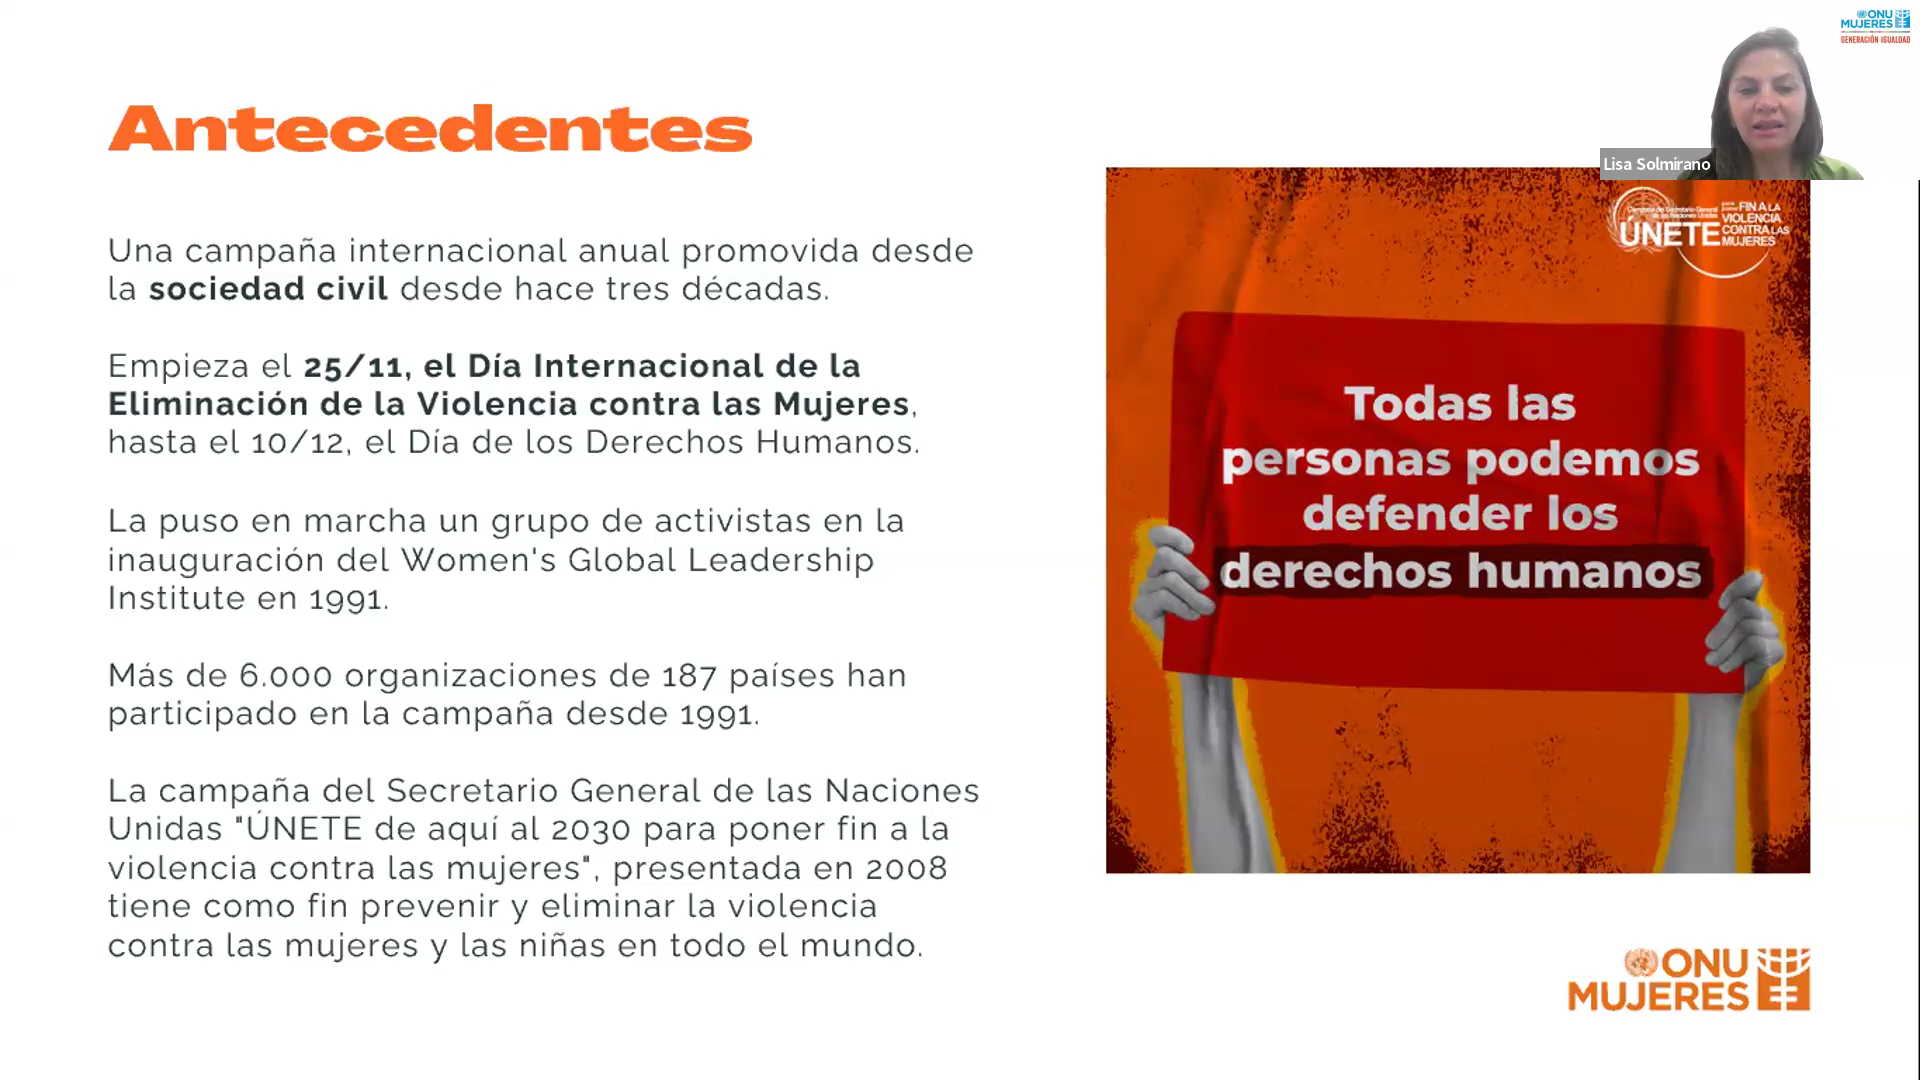 ONU
MUJERES
GENERACIÓN IGUALDAD
Lisa Solmirano
Antecedentes
Una campaña internacional anual promovida desde
la sociedad civil desde hace tres décadas.
Empieza el 25/11, el Día Internacional de la
Eliminación de la Violencia contra las Mujeres,
hasta el 10/12, el Día de los Derechos Humanos.
La puso en marcha un grupo de activistas en la
inauguración del Women's Global Leadership
Institute en 1991.
Más de 6.000 organizaciones de 187 países han
participado en la campaña desde 1991.
La campaña del Secretario General de las Naciones
Unidas "ÚNETE de aquí al 2030 para poner fin a la
violencia contra las mujeres", presentada en 2008
tiene como fin prevenir y eliminar la violencia
contra las mujeres y las niñas en todo el mundo.
ÚNETE
FIN A LA
VIOLENCIA
CONTRA LAS
MUJERES
Todas las
personas podemos
defender los
derechos humanos
ONU
MUJERES